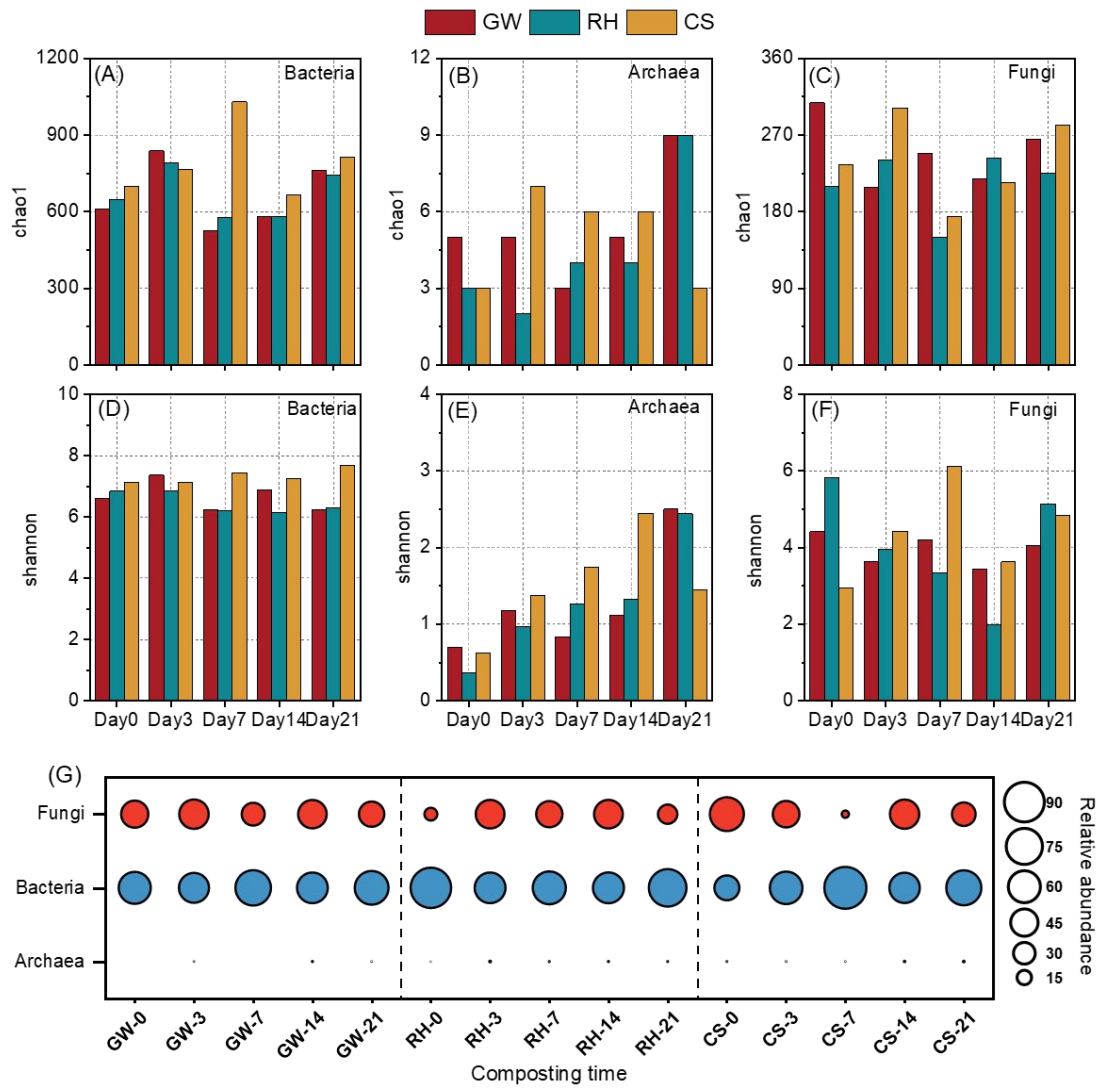 GW RH CS
(A) Bacteria
1200
900
600
300
0
chao1
(B) Archaea
12
9
6
3
0
chao1
(C) Fungi
360
270
180
90
0
chao1
(D) Bacteria
10
8
6
4
2
0
shannon
Day0 Day3 Day7 Day14 Day21
(E) Archaea
4
3
2
1
0
shannon
Day0 Day3 Day7 Day14 Day21
(F) Fungi
8
6
4
2
0
shannon
Day0 Day3 Day7 Day14 Day21
(G)
Fungi
Bacteria
Archaea
GW-0 GW-3 GW-7 GW-14 GW-21 RH-0 RH-3 RH-7 RH-14 RH-21 CS-0 CS-3 CS-7 CS-14 CS-21
Composting time
90
75
60
45
30
15
Relative abundance